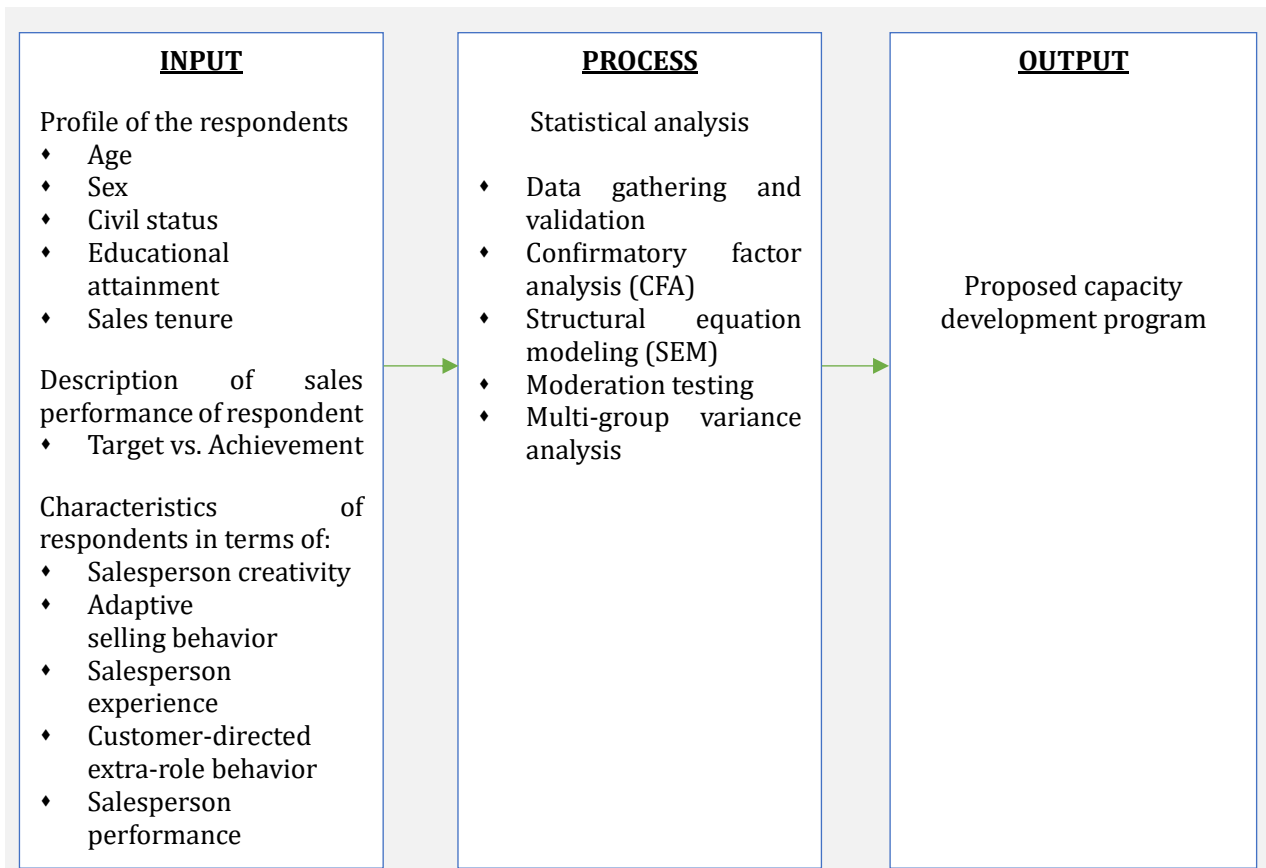 INPUT
Profile of the respondents
⬧ Age
⬧ Sex
⬧ Civil status
⬧ Educational
attainment
⬧ Sales tenure
Description of sales
performance of respondent
⬧ Target vs. Achievement
Characteristics of
respondents in terms of:
⬧ Salesperson creativity
⬧ Adaptive
selling behavior
⬧ Salesperson
experience
⬧ Customer-directed
extra-role behavior
⬧ Salesperson
performance
PROCESS
Statistical analysis
⬧ Data gathering and
validation
⬧ Confirmatory factor
analysis (CFA)
⬧ Structural equation
modeling (SEM)
⬧ Moderation testing
⬧ Multi-group variance
analysis
OUTPUT
Proposed capacity
development program